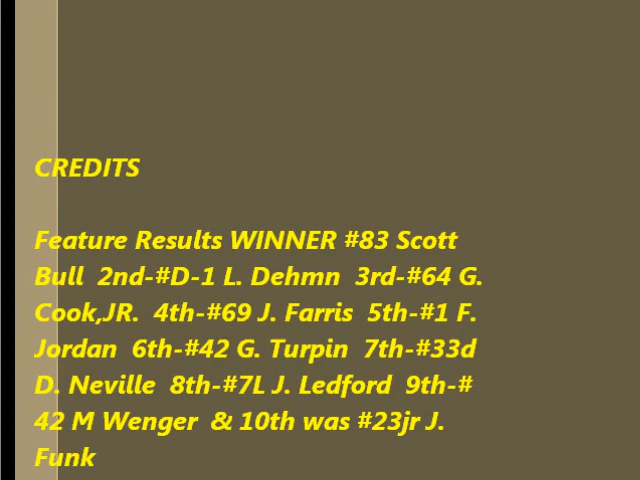 CREDITS
Feature Results WINNER #83 Scott
Bull 2nd-#D-1 L. Dehmn 3rd-#64 G.
Cook,JR. 4th-#69 J. Farris 5th-#1 F.
Jordan 6th-#42 G. Turpin 7th-#33d
D. Neville 8th-#7L J. Ledford 9th-#
42 M Wenger & 10th was #23jr J.
Funk